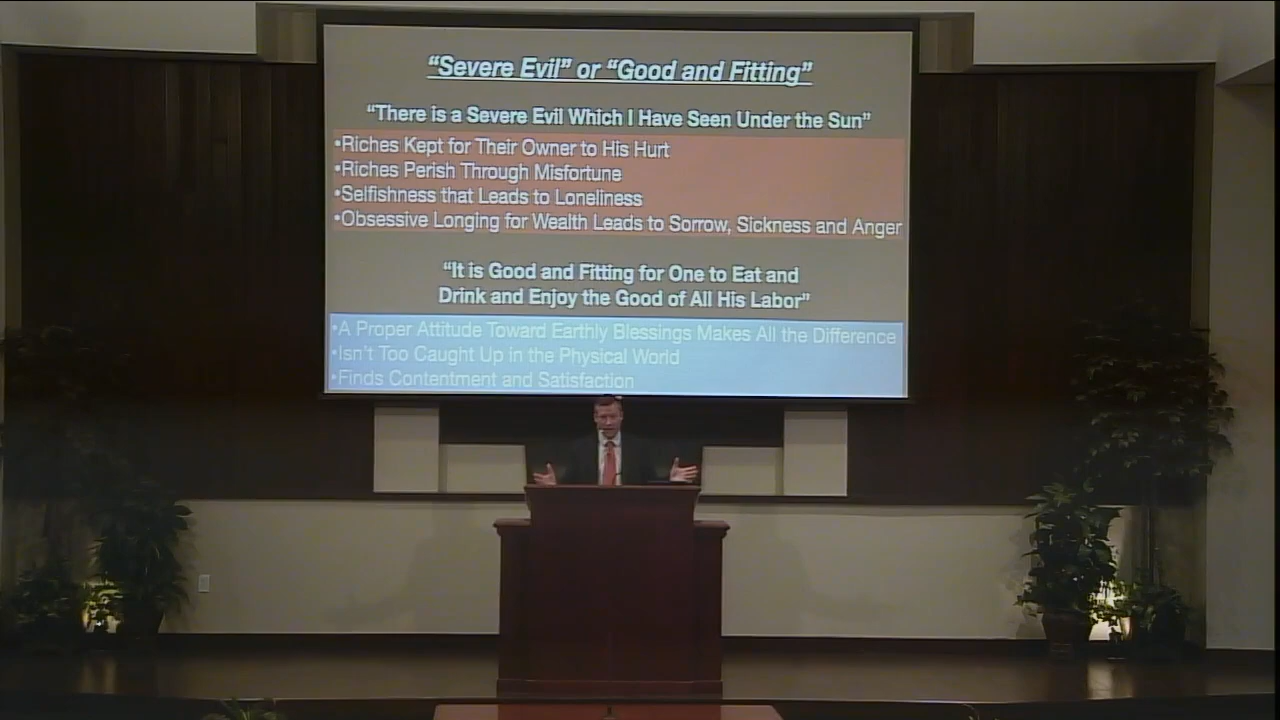 “Severe Evil” or “Good and Fitting”
“There is a Severe Evil Which I Have Seen Under the Sun”
•Riches Kept for Their Owner to His Hurt
•Riches Perish Through Misfortune
•Selfishness that Leads to Loneliness
•Obsessive Longing for Wealth Leads to Sorrow, Sickness and Anger
“It is Good and Fitting for One to Eat and
Drink and Enjoy the Good of All His Labor”
•A Proper Attitude Toward Earthly Blessings Makes All the Difference
•Isn't Too Caught Up in the Physical World
•Finds Contentment and Satisfaction